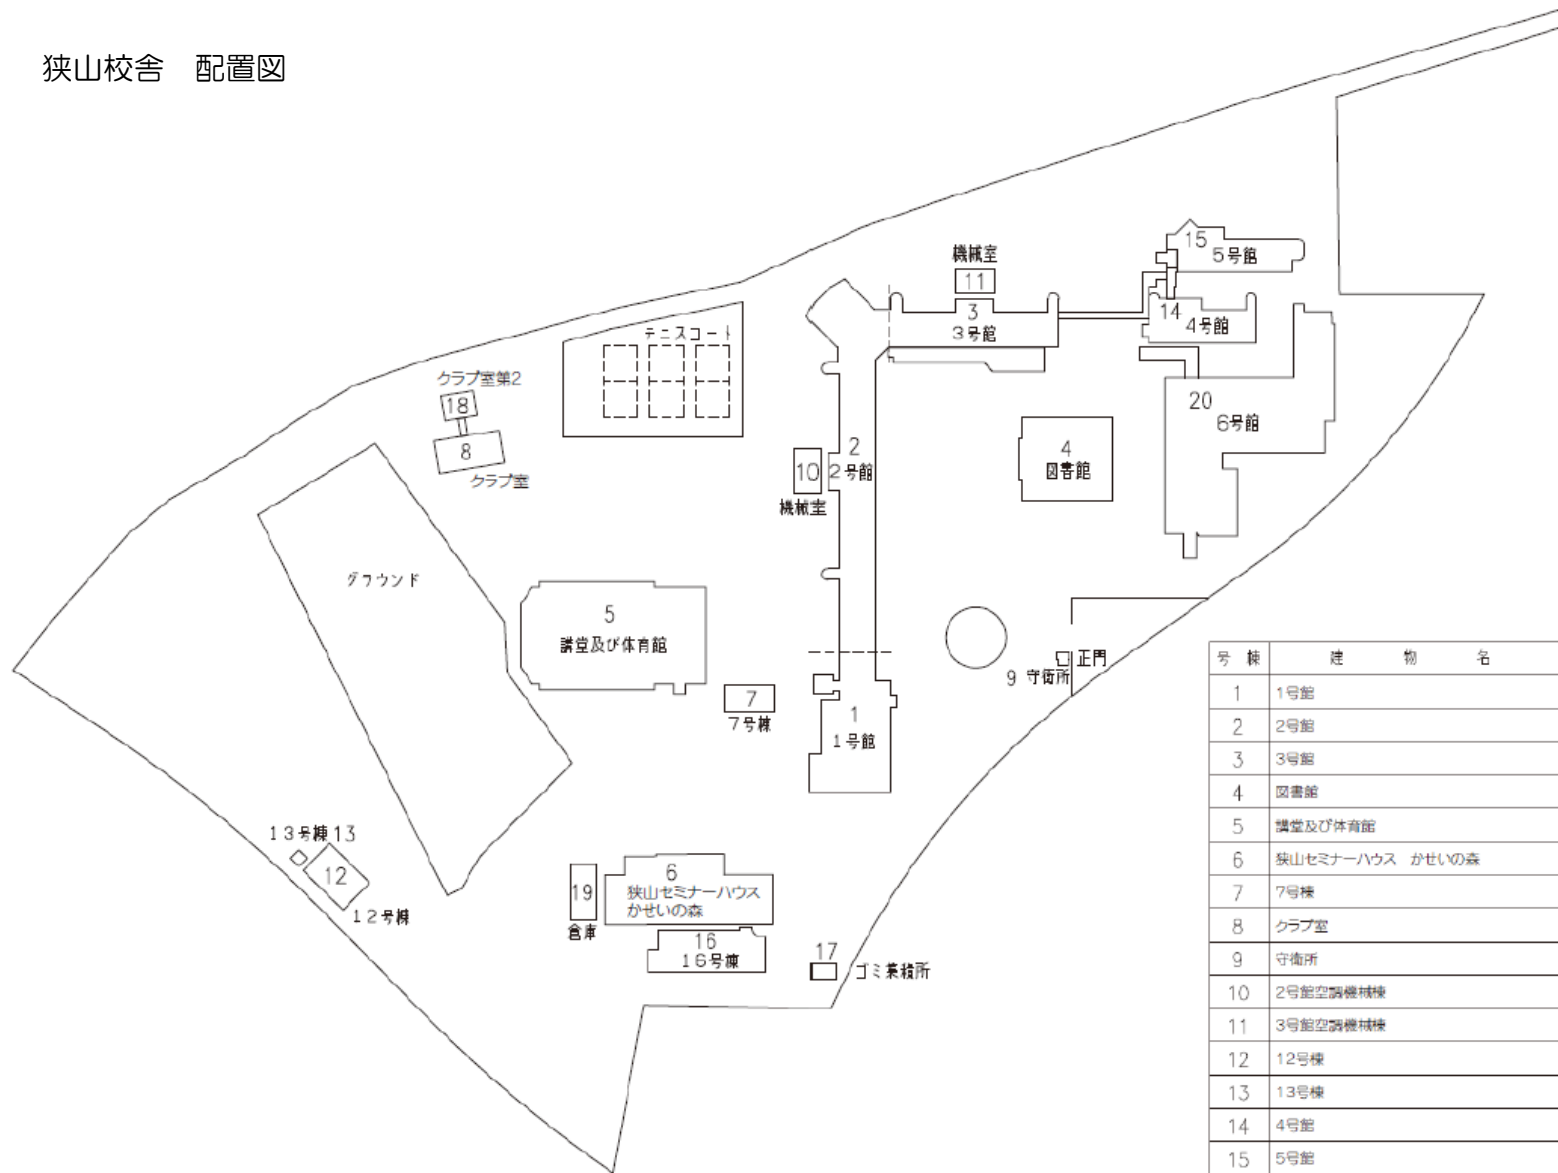 狭山校舎　配置図
機械室
11
15
5号館
3
3号館
14
4号館
テニスコート
クラブ室第2
18
8
クラブ室
20
6号館
2
2号館
10
機械室
4
図書館
グラウンド
5
講堂及び体育館
正門
9 守衛所
7
7号棟
1
1号館
13号棟 13
12
12号棟
6
狭山セミナーハウス
かせいの森
19
倉庫
16
16号棟
17
ゴミ集積所
号棟 建物名
1 1号館
2 2号館
3 3号館
4 図書館
5 講堂及び体育館
6 狭山セミナーハウス　かせいの森
7 7号棟
8 クラブ室
9 守衛所
10 2号館空調機械棟
11 3号館空調機械棟
12 12号棟
13 13号棟
14 4号館
15 5号館